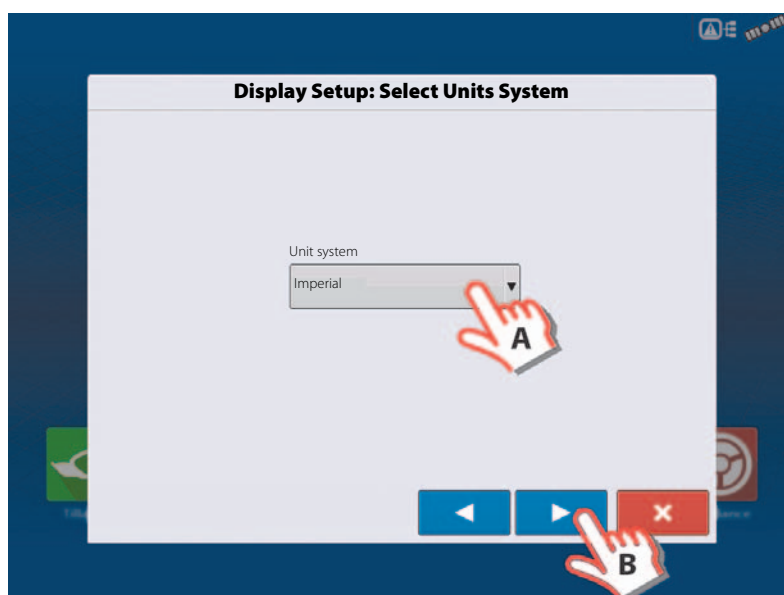 Display Setup: Select Units System
Unit system
Imperial
A
B